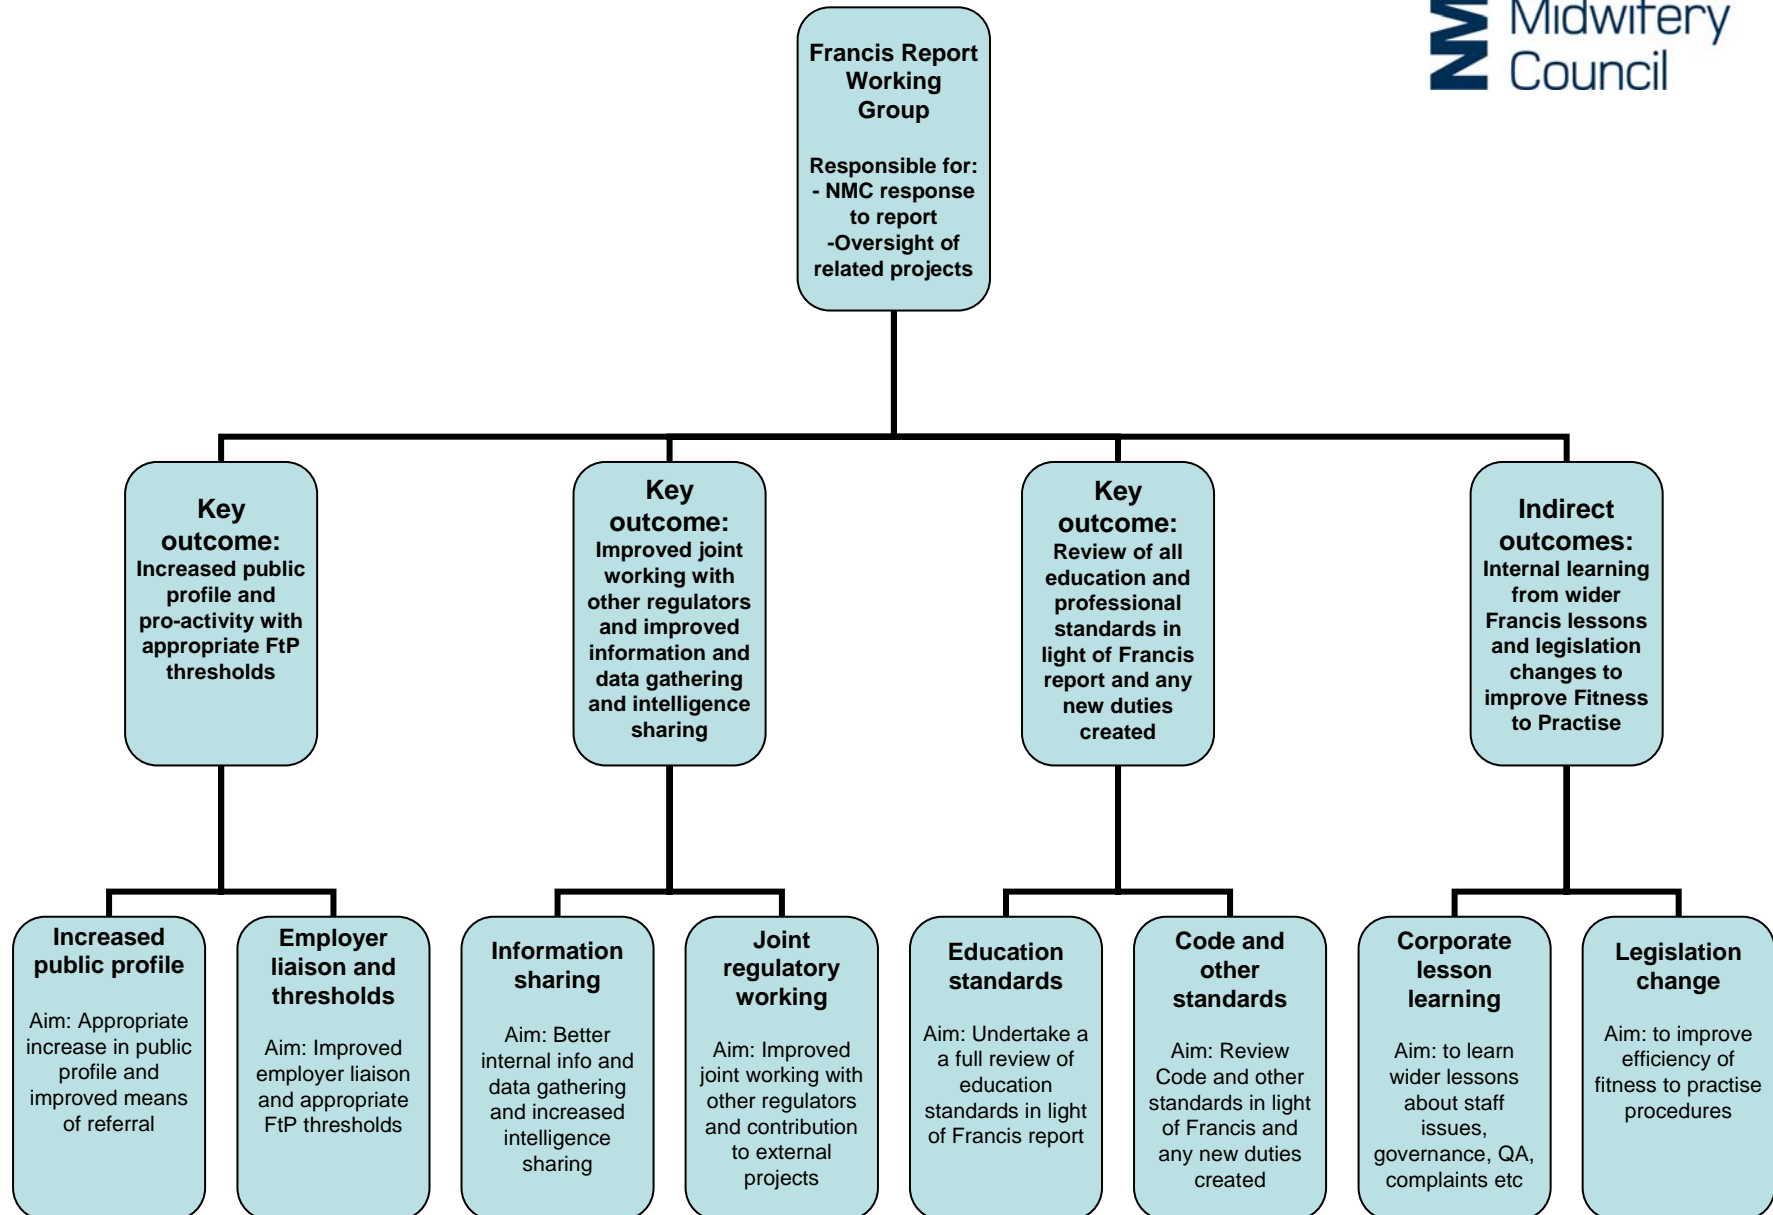 NM
Midwifery
Council
Francis Report
Working
Group
Responsible for:
- NMC response
to report
-Oversight of
related projects
Key
outcome:
Increased public
profile and
pro-activity with
appropriate FtP
thresholds
Key
outcome:
Improved joint
working with
other regulators
and improved
information and
data gathering
and intelligence
sharing
Key
outcome:
Review of all
education and
professional
standards in
light of Francis
report and any
new duties
created
Indirect
outcomes:
Internal learning
from wider
Francis lessons
and legislation
changes to
improve Fitness
to Practise
Increased
public profile
Aim: Appropriate
increase in public
profile and
improved means
of referral
Employer
liaison and
thresholds
Aim: Improved
employer liaison
and appropriate
FtP thresholds
Information
sharing
Aim: Better
internal info and
data gathering
and increased
intelligence
sharing
Joint
regulatory
working
Aim: Improved
joint working with
other regulators
and contribution
to external
projects
Education
standards
Aim: Undertake a
a full review of
education
standards in light
of Francis report
Code and
other
standards
Aim: Review
Code and other
standards in light
of Francis and
any new duties
created
Corporate
lesson
learning
Aim: to learn
wider lessons
about staff
issues,
governance, QA,
complaints etc
Legislation
change
Aim: to improve
efficiency of
fitness to practise
procedures